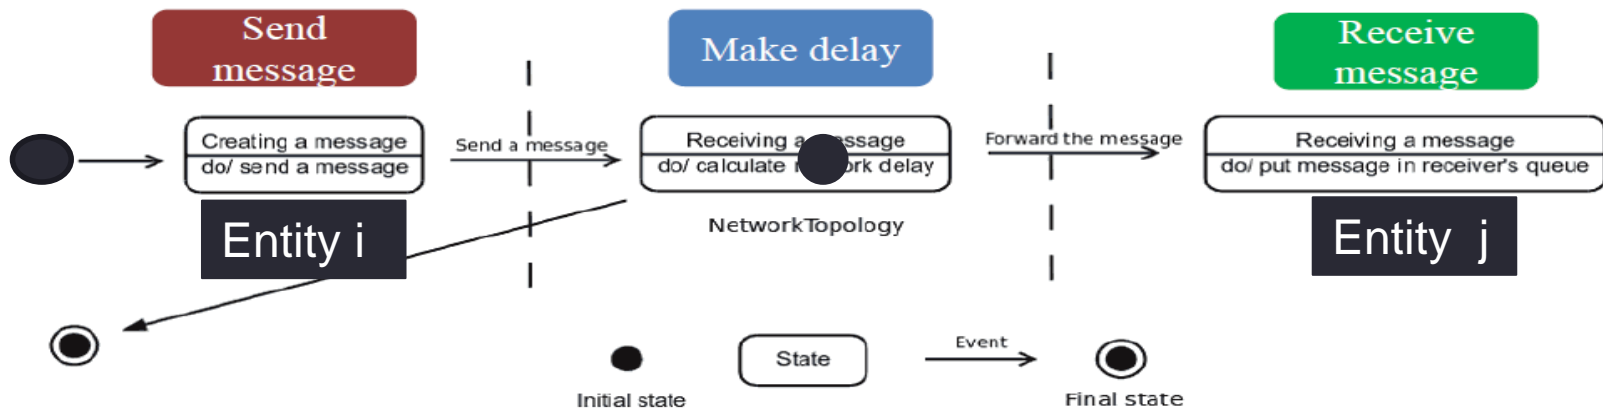 Send
message
Make delay
Receive
message
Creating a message
do/ send a message
Send a message
Receiving a message
do/ calculate rk delay
Forward the message
Receiving a message
do/ put message in receiver's queue
Entity i
NetworkTopology
Entity j
State
Event
Initial state
Final state